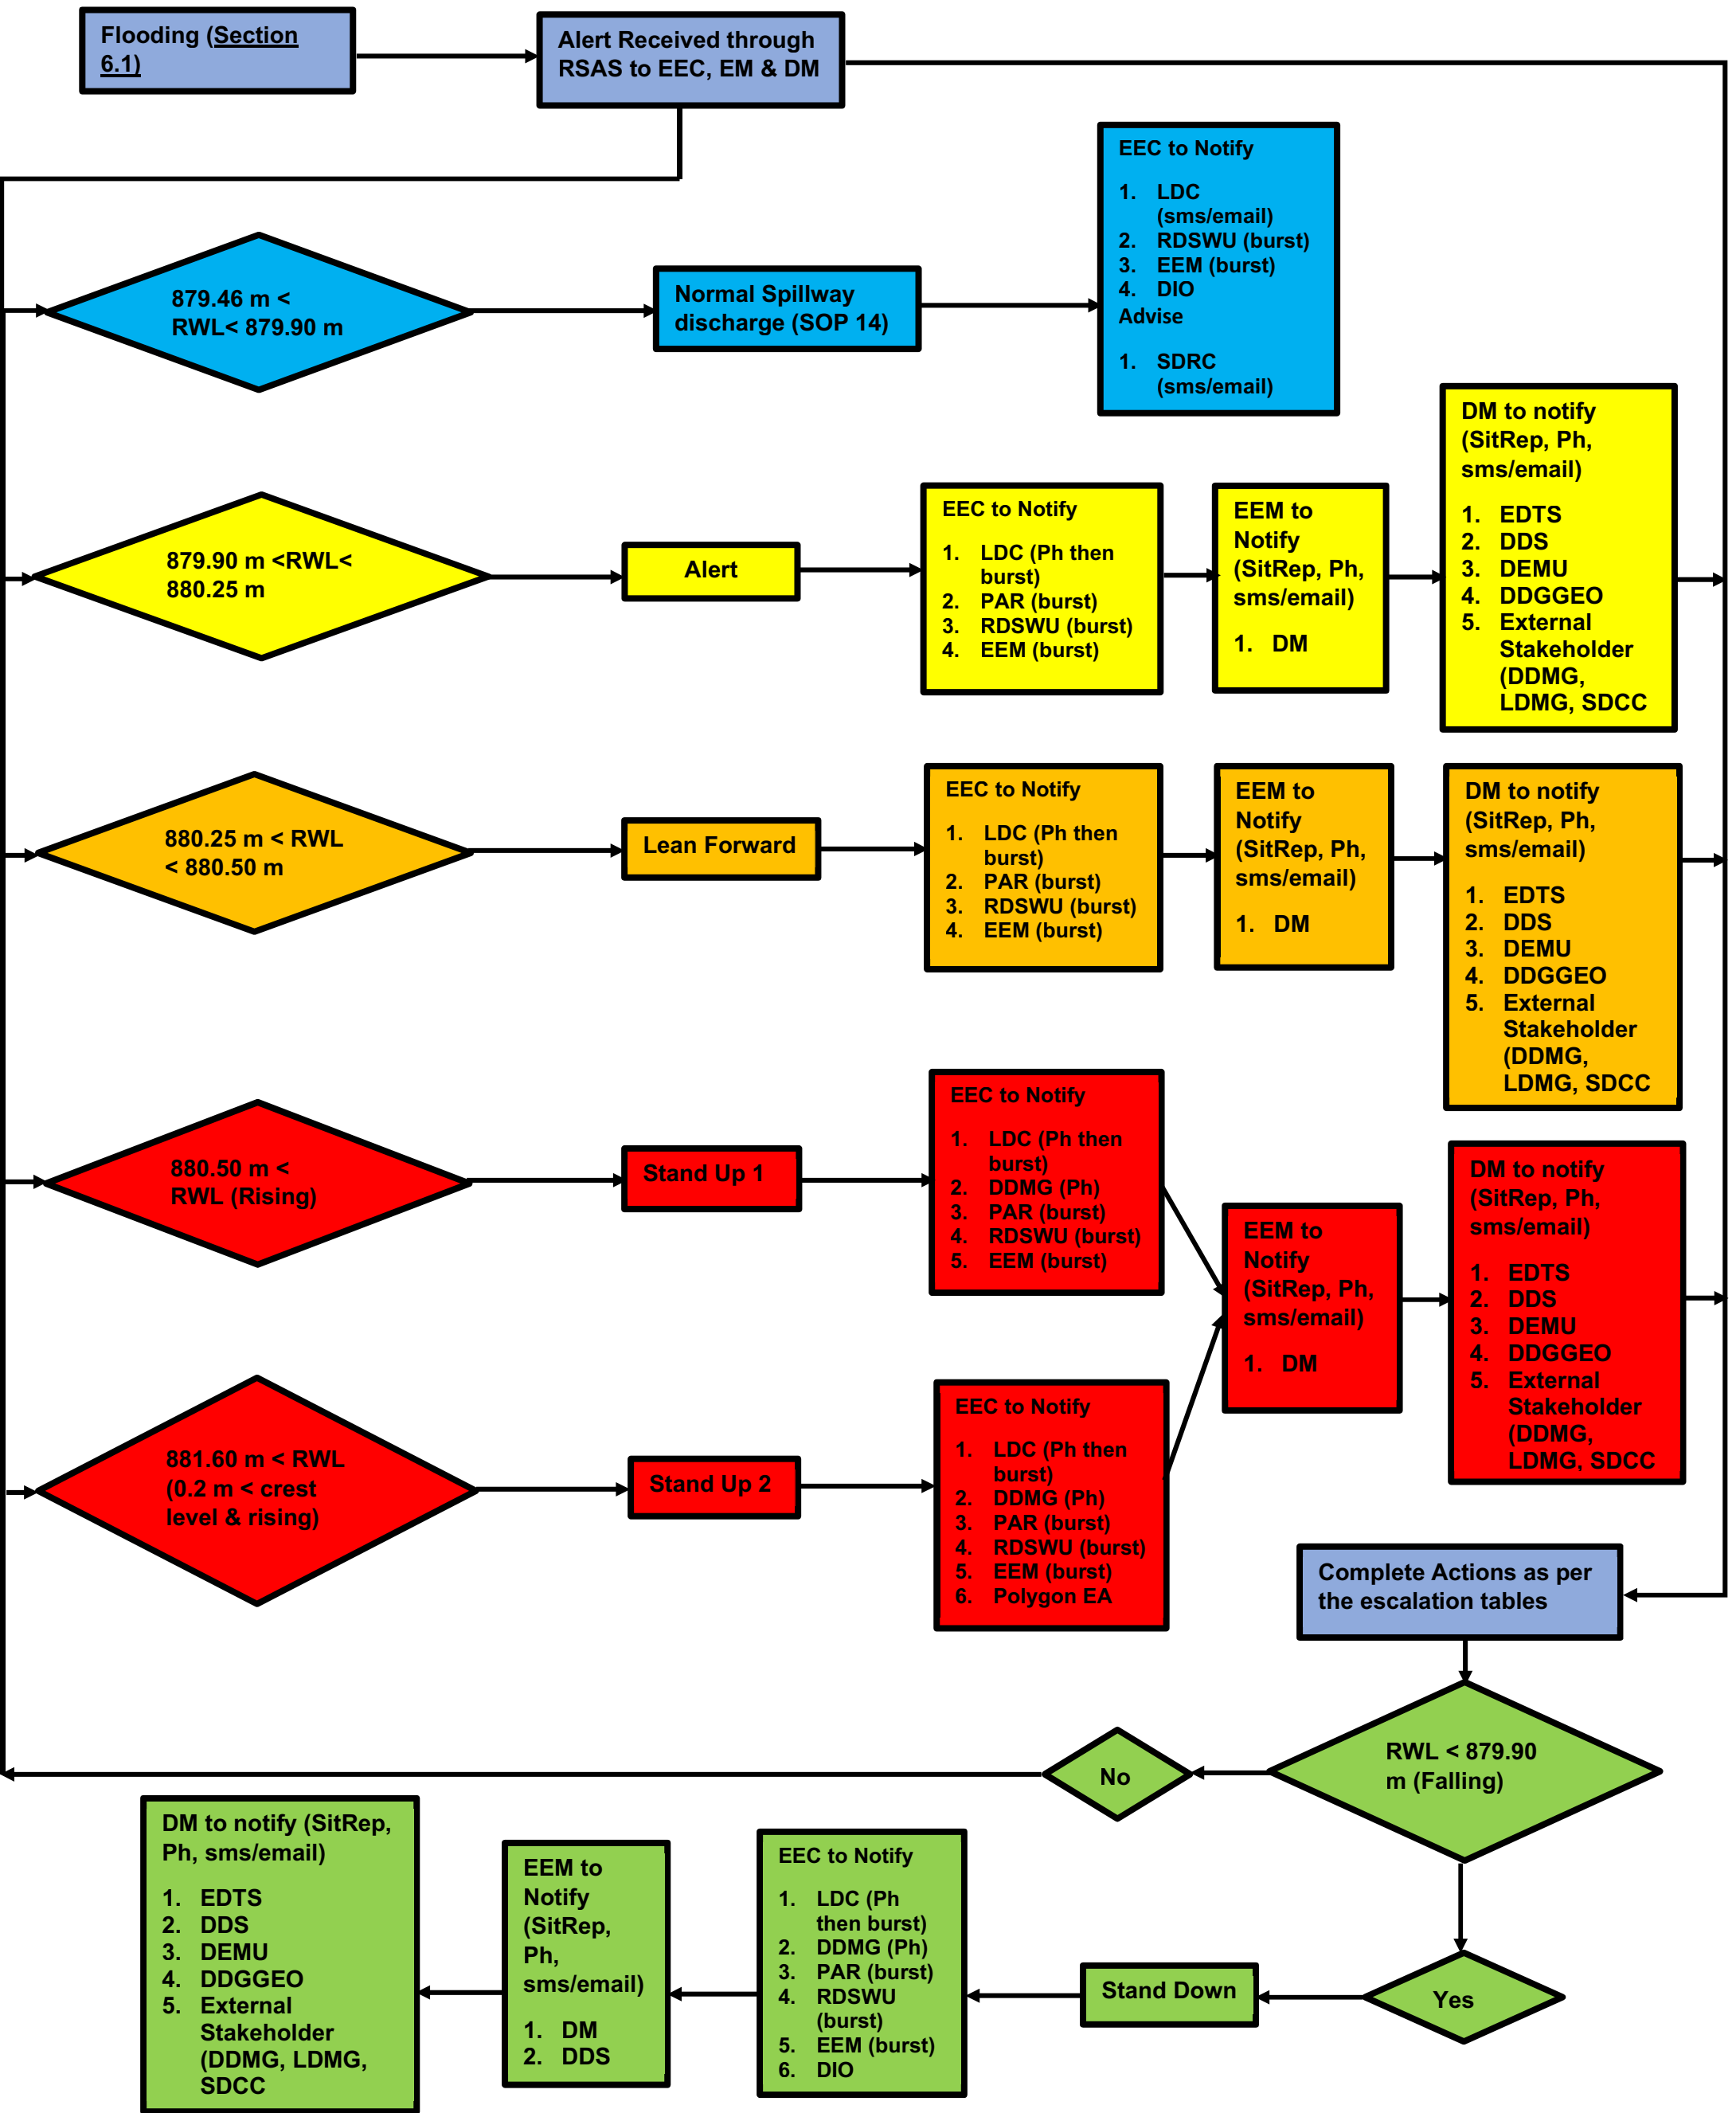 Flooding (Section
6.1)
Alert Received through
RSAS to EEC, EM & DM
879.46 m <
RWL< 879.90 m
Normal Spillway
discharge (SOP 14)
EEC to Notify
1. LDC
(sms/email)
2. RDSWU (burst)
3. EEM (burst)
4. DIO
Advise
1. SDRC
(sms/email)
879.90 m <RWL<
880.25 m
Alert
EEC to Notify
1. LDC (Ph then
burst)
2. PAR (burst)
3. RDSWU (burst)
4. EEM (burst)
EEM to
Notify
(SitRep, Ph,
sms/email)
1. DM
DM to notify
(SitRep, Ph,
sms/email)
1. EDTS
2. DDS
3. DEMU
4. DDGGEO
5. External
Stakeholder
(DDMG,
LDMG, SDCC
880.25 m < RWL
< 880.50 m
Lean Forward
EEC to Notify
1. LDC (Ph then
burst)
2. PAR (burst)
3. RDSWU (burst)
4. EEM (burst)
EEM to
Notify
(SitRep, Ph,
sms/email)
1. DM
DM to notify
(SitRep, Ph,
sms/email)
1. EDTS
2. DDS
3. DEMU
4. DDGGEO
5. External
Stakeholder
(DDMG,
LDMG, SDCC
880.50 m <
RWL (Rising)
Stand Up 1
EEC to Notify
1. LDC (Ph then
burst)
2. DDMG (Ph)
3. PAR (burst)
4. RDSWU (burst)
5. EEM (burst)
EEM to
Notify
(SitRep, Ph,
sms/email)
1. DM
DM to notify
(SitRep, Ph,
sms/email)
1. EDTS
2. DDS
3. DEMU
4. DDGGEO
5. External
Stakeholder
(DDMG,
LDMG, SDCC
881.60 m < RWL
(0.2 m < crest
level & rising)
Stand Up 2
EEC to Notify
1. LDC (Ph then
burst)
2. DDMG (Ph)
3. PAR (burst)
4. RDSWU (burst)
5. EEM (burst)
6. Polygon EA
Complete Actions as per
the escalation tables
RWL < 879.90
m (Falling)
No
Yes
Stand Down
EEC to Notify
1. LDC (Ph
then burst)
2. DDMG (Ph)
3. PAR (burst)
4. RDSWU
(burst)
5. EEM (burst)
6. DIO
EEM to
Notify
(SitRep,
Ph,
sms/email)
1. DM
2. DDS
DM to notify (SitRep,
Ph, sms/email)
1. EDTS
2. DDS
3. DEMU
4. DDGGEO
5. External
Stakeholder
(DDMG, LDMG,
SDCC